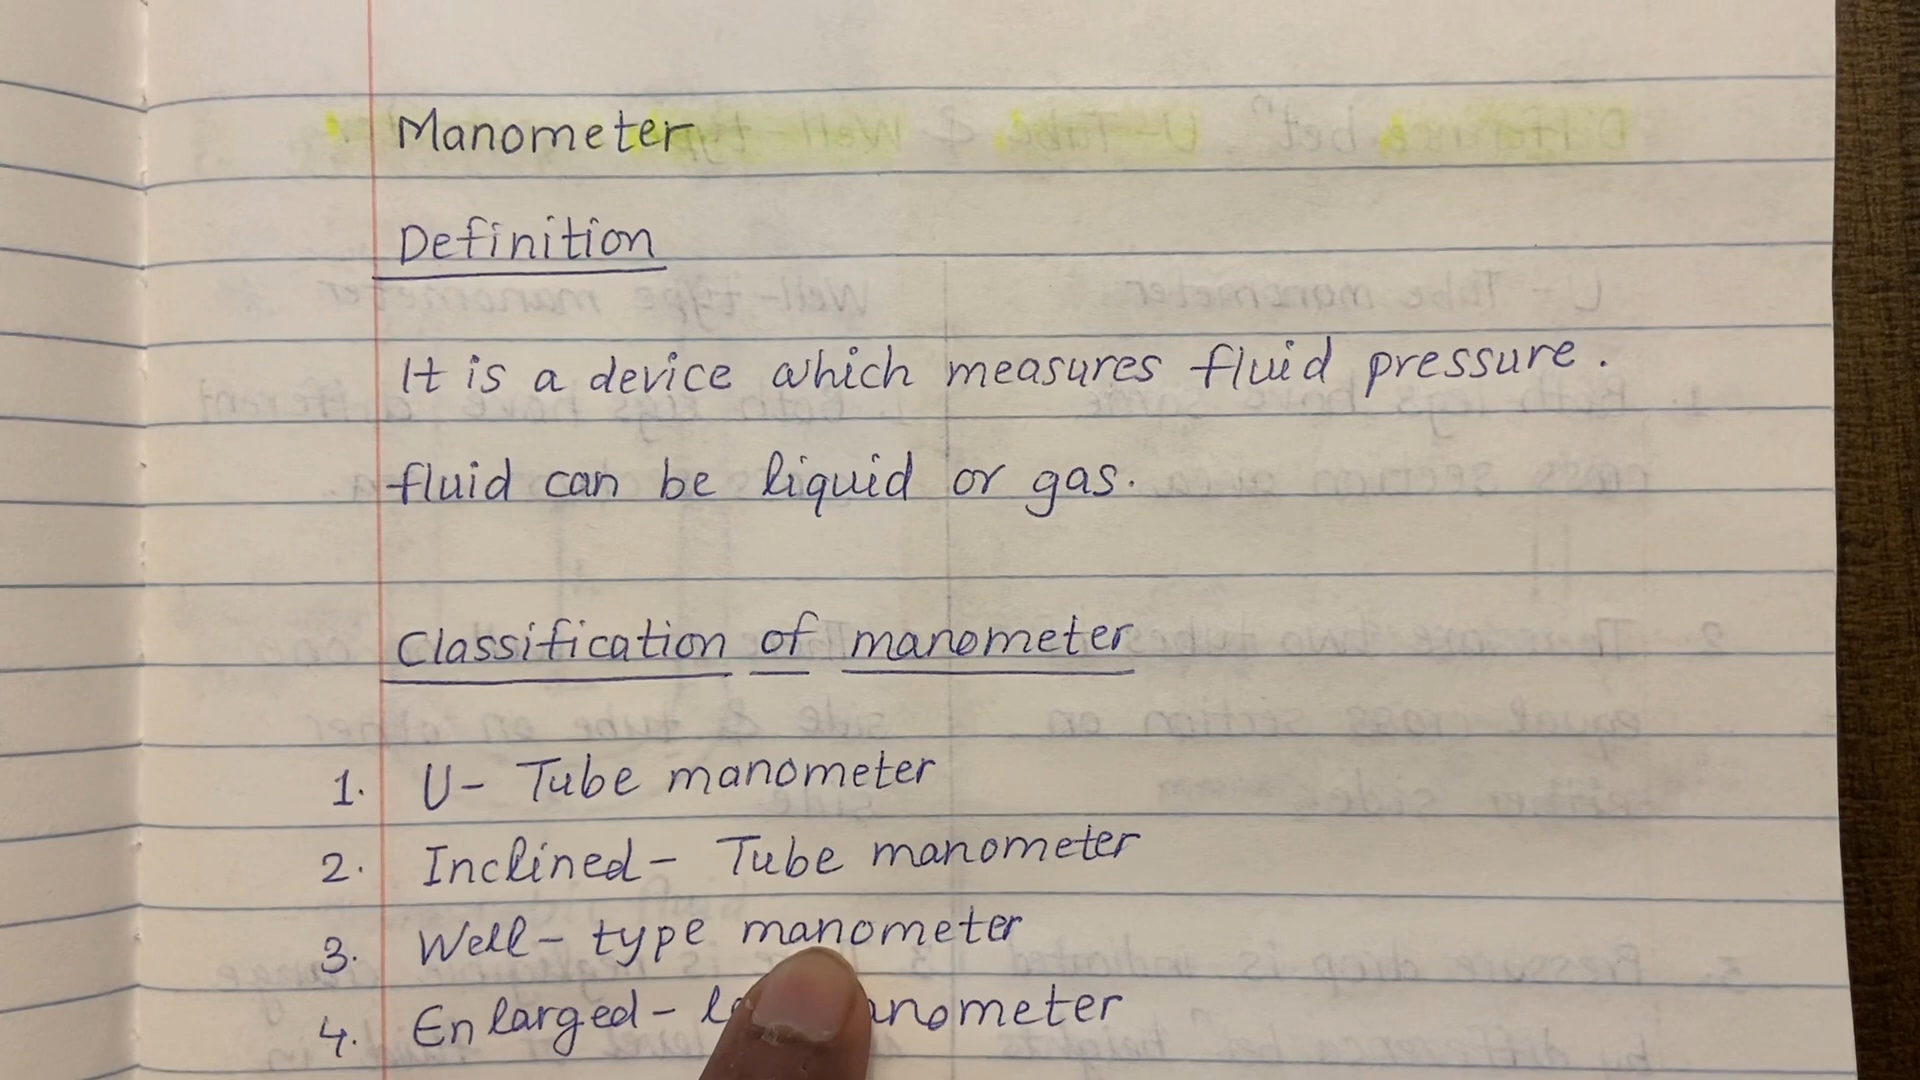 Manometer
Definition
It is a device which measures fluid pressure.
fluid can be liquid or gas.
Classification of manometer
1. U- Tube manometer
2. Inclined- Tube manometer
3. Well- type manometer
4. Enlarged- manometer